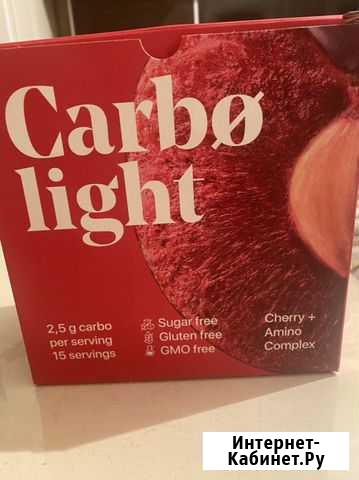 Carbø
light
2,5 g carbo
per serving
15 servings
Sugar free
Gluten free
GMO free
Cherry +
Amino
Complex
Интернет-
Кабинет.Ру